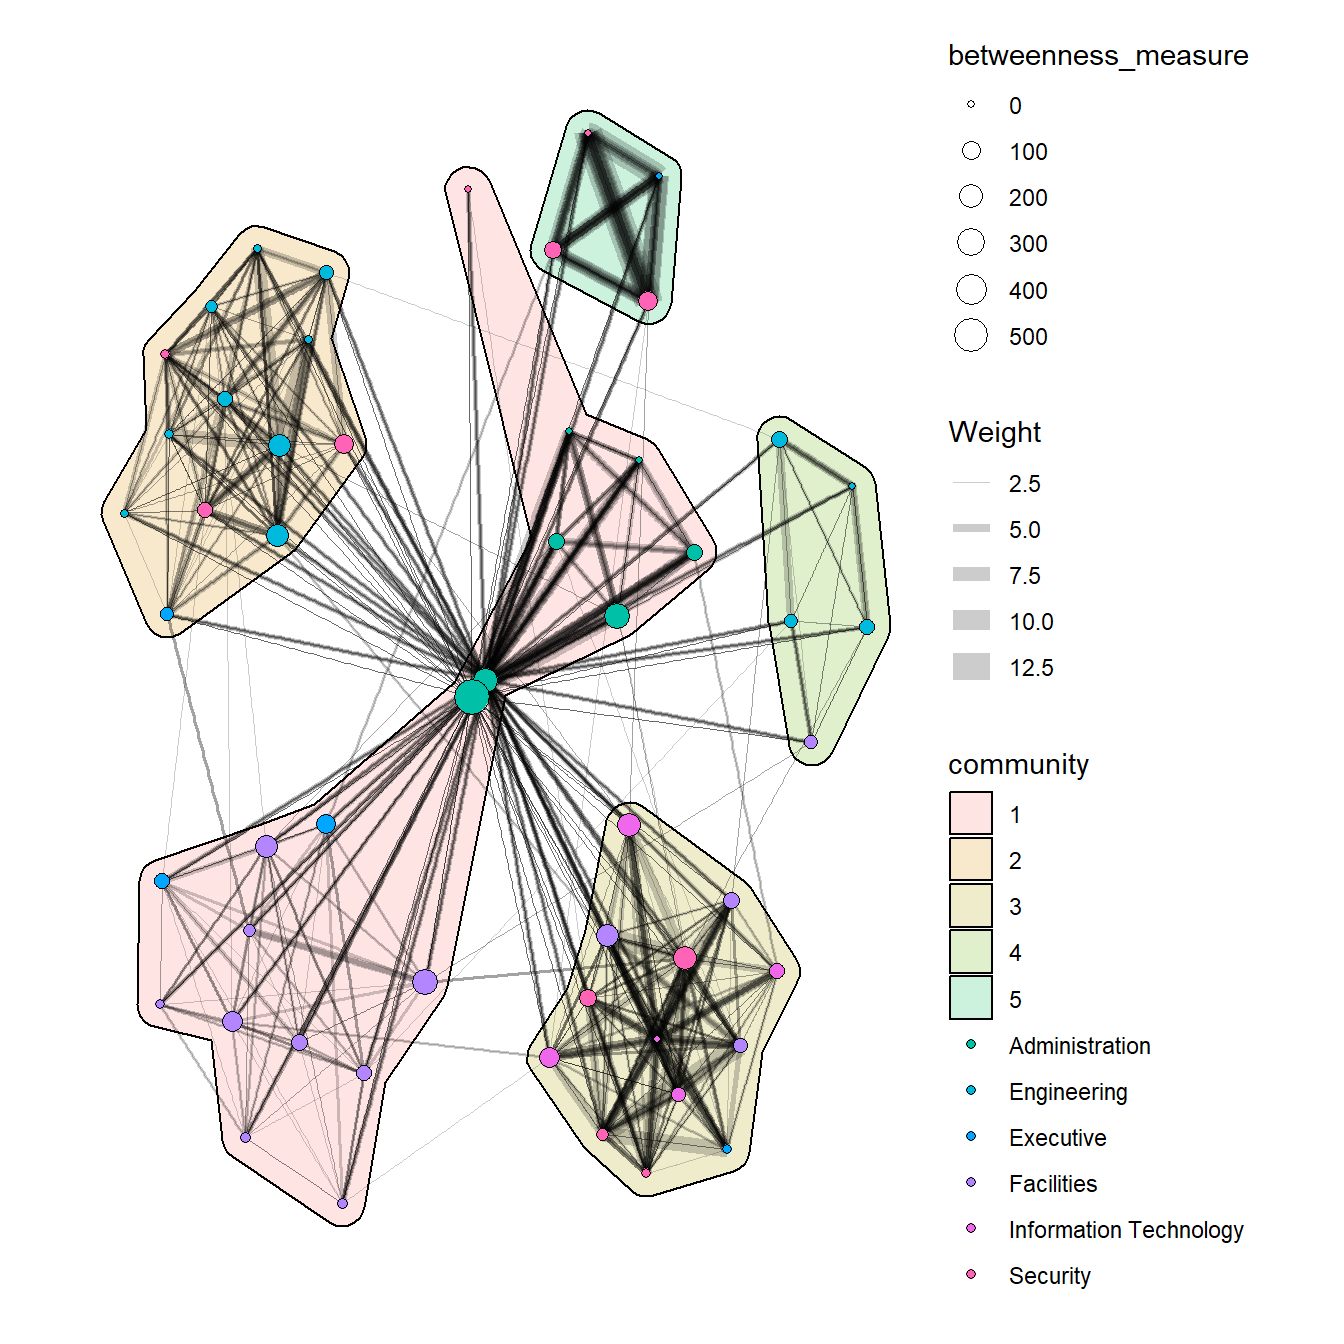 betweenness_measure
0
100
200
300
400
500
Weight
2.5
5.0
7.5
10.0
12.5
community
1
2
3
4
5
Administration
Engineering
Executive
Facilities
Information Technology
Security